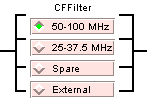 CFFilter
50-100 MHz
25-37.5 MHz
Spare
External